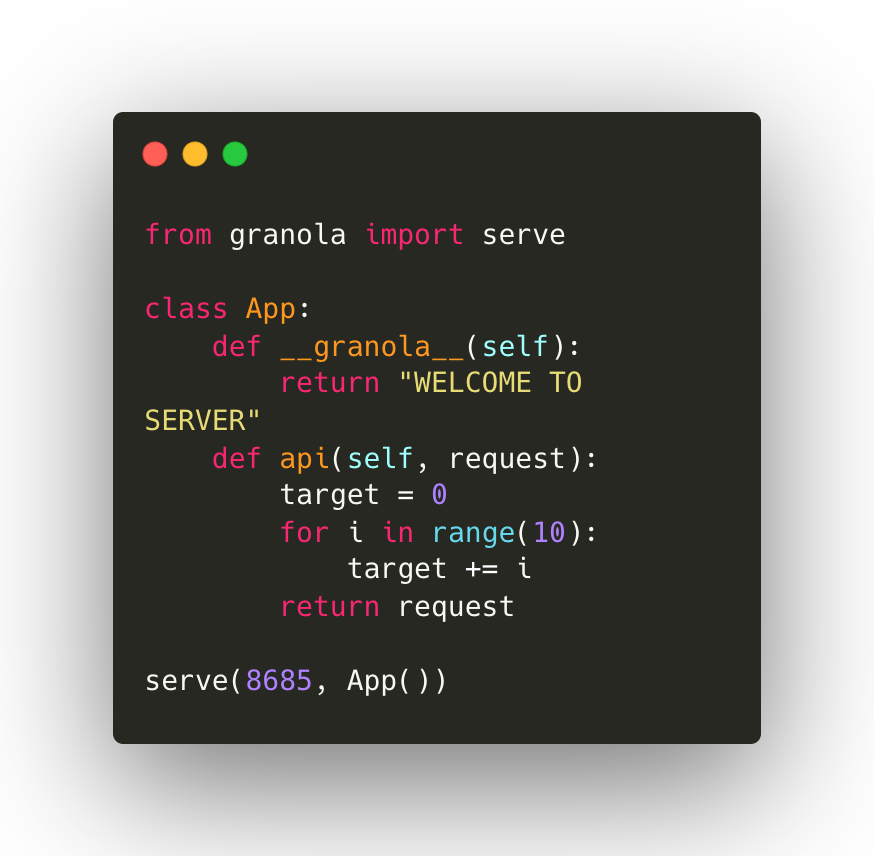 from granola import serve

class App:
    def __granola__(self):
        return "WELCOME TO
SERVER"
    def api(self, request):
        target = 0
        for i in range(10):
            target += i
        return request

serve(8685, App())